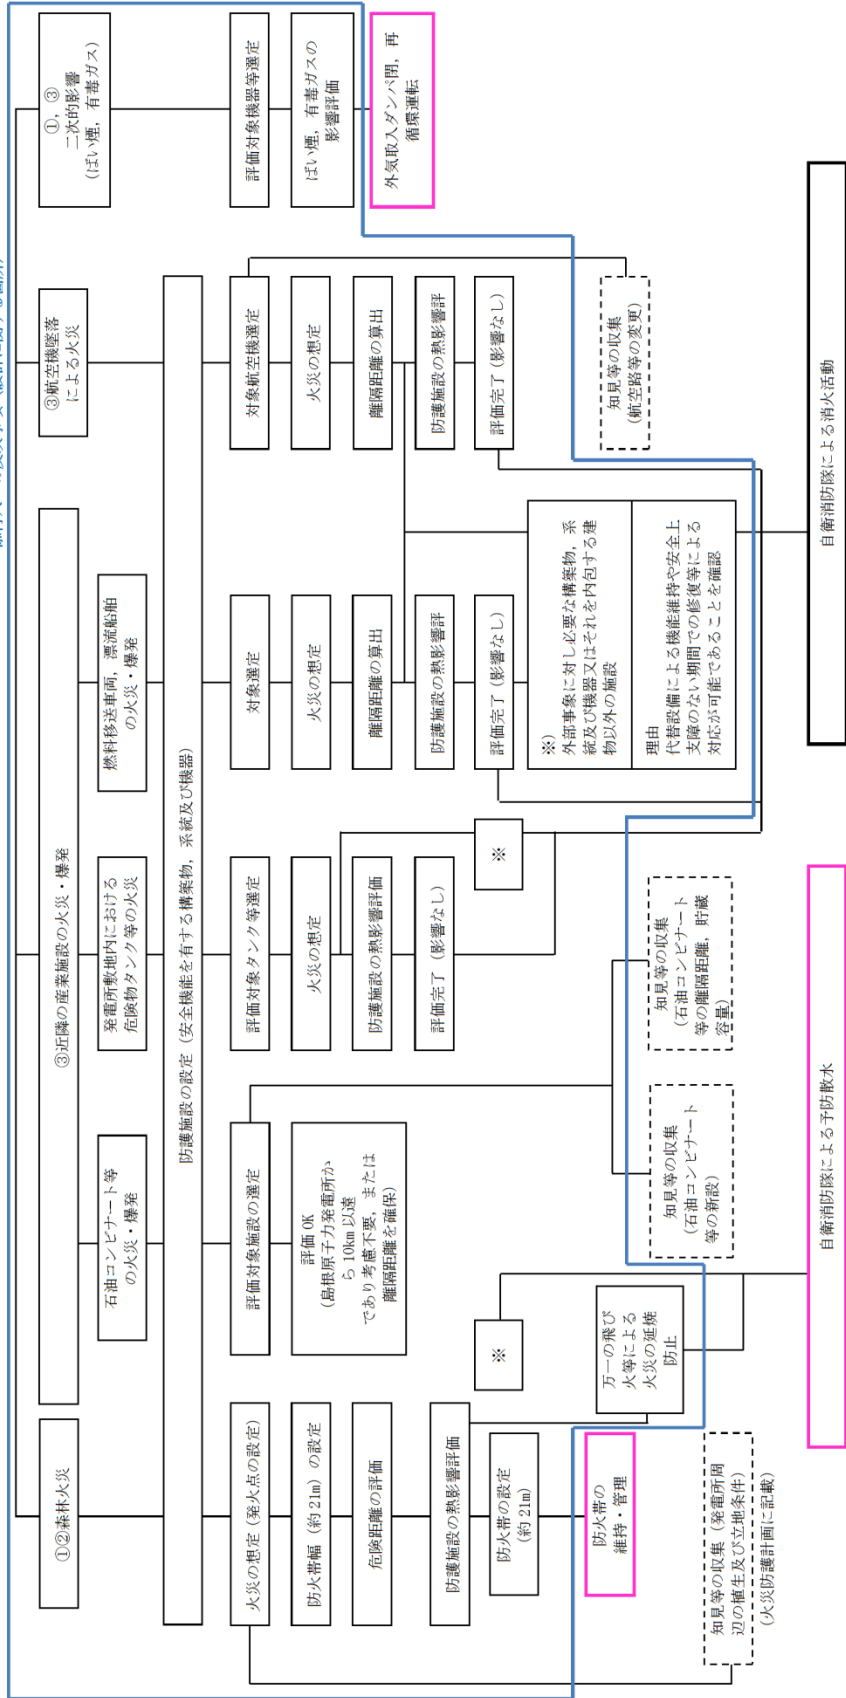 ①②森林火災
③近隣の産業施設の火災・爆発
③航空機墜落
による火災
①，③
二次的影響
(ばい煙，有毒ガス)
石油コンビナート等
の火災・爆発
発電所敷地内における
危険物タンク等の火災
燃料移送車両，漂流船舶
の火災・爆発
防護施設の設定（安全機能を有する構築物，系統及び機器）
火災の想定（発火点の設定）
防火帯幅（約 21m）の設定
危険距離の評価
防護施設の熱影響評価
防火帯の設定
(約 21m)
防火帯の
維持・管理
知見等の収集（発電所周
辺の植生及び立地条件）
(火災防護計画に記載)
※
万一の飛び
火等による
火災の延焼
防止
評価対象施設の選定
評価 OK
(島根原子力発電所か
ら 10km 以遠
であり考慮不要，または
離隔距離を確保)
知見等の収集
(石油コンビナート
等の新設)
知見等の収集
(石油コンビナート
等の離隔距離，貯蔵
容量)
評価対象タンク等選定
火災の想定
防護施設の熱影響評価
評価完了（影響なし）
※
対象選定
火災の想定
離隔距離の算出
防護施設の熱影響評
評価完了（影響なし）
※)
外部事象に対し必要な構築物，系
統及び機器又はそれを内包する建
物以外の施設
理由
代替設備による機能維持や安全上
支障のない期間での修復等による
対応が可能であることを確認
対象航空機選定
火災の想定
離隔距離の算出
防護施設の熱影響評
評価完了（影響なし）
知見等の収集
(航空路等の変更)
評価対象機器等選定
ばい煙，有毒ガスの
影響評価
外気取入ダンパ閉，再
循環運転
自衛消防隊による予防散水
自衛消防隊による消火活動